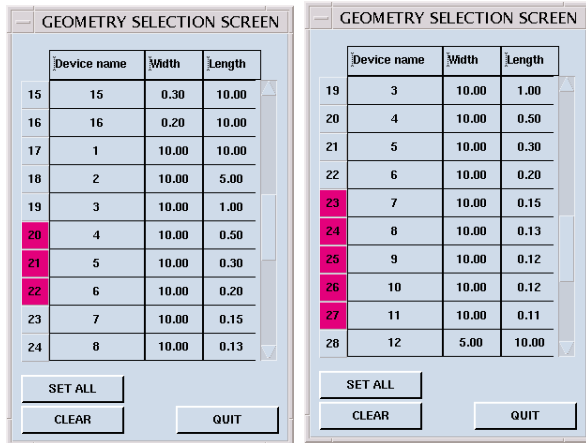 GEOMETRY SELECTION SCREEN
Device name Width Length
15 15 0.30 10.00
16 16 0.20 10.00
17 1 10.00 10.00
18 2 10.00 5.00
19 3 10.00 1.00
20 4 10.00 0.50
21 5 10.00 0.30
22 6 10.00 0.20
23 7 10.00 0.15
24 8 10.00 0.13
SET ALL
CLEAR QUIT
GEOMETRY SELECTION SCREEN
Device name Width Length
19 3 10.00 1.00
20 4 10.00 0.50
21 5 10.00 0.30
22 6 10.00 0.20
23 7 10.00 0.15
24 8 10.00 0.13
25 9 10.00 0.12
26 10 10.00 0.12
27 11 10.00 0.11
28 12 5.00 10.00
SET ALL
CLEAR QUIT